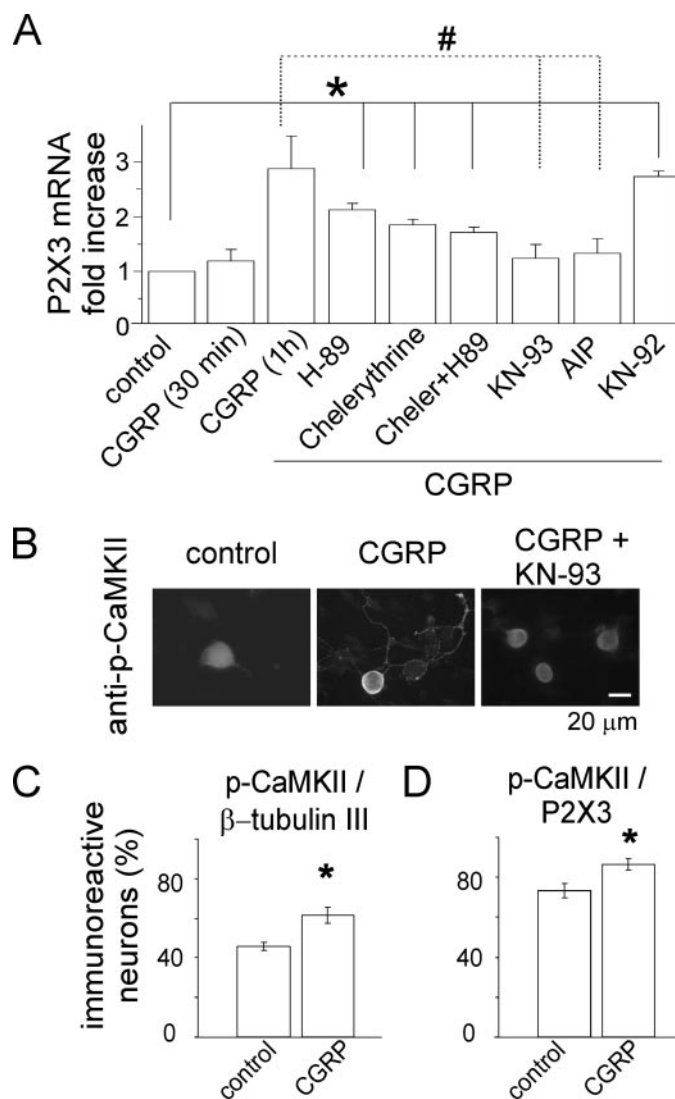 A
#
*
P2X3 mRNA
fold increase
3
2
1
0
control
CGRP (30 min)
CGRP (1h)
H-89
Chelerythrine
Cheler+H89
KN-93
AIP
KN-92
CGRP
B
control
CGRP
CGRP +
KN-93
anti-p-CaMKII
20 μm
C
p-CaMKII /
β-tubulin III
D
p-CaMKII /
P2X3
immunoreactive
neurons (%)
80
40
0
*
control
CGRP
80
40
0
*
control
CGRP